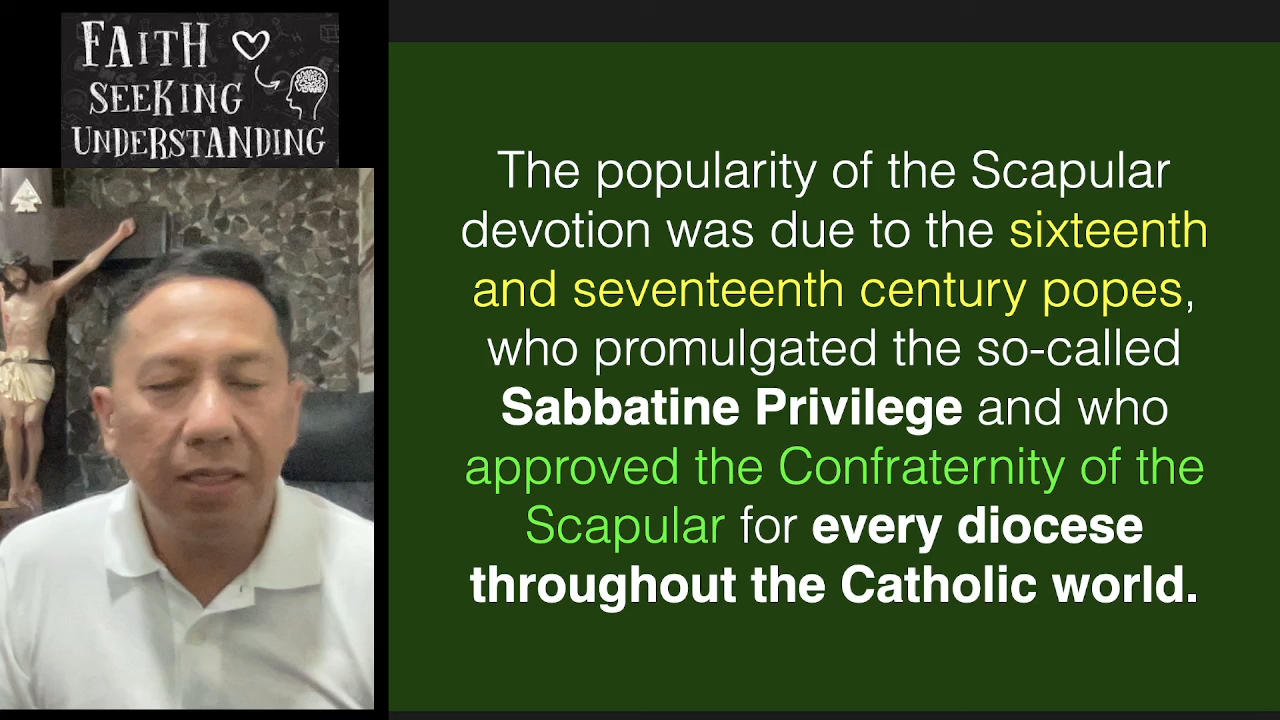 FAITH
SEEKING
UNDERSTANDING
The popularity of the Scapular
devotion was due to the sixteenth
and seventeenth century popes,
who promulgated the so-called
Sabbatine Privilege and who
approved the Confraternity of the
Scapular for every diocese
throughout the Catholic world.